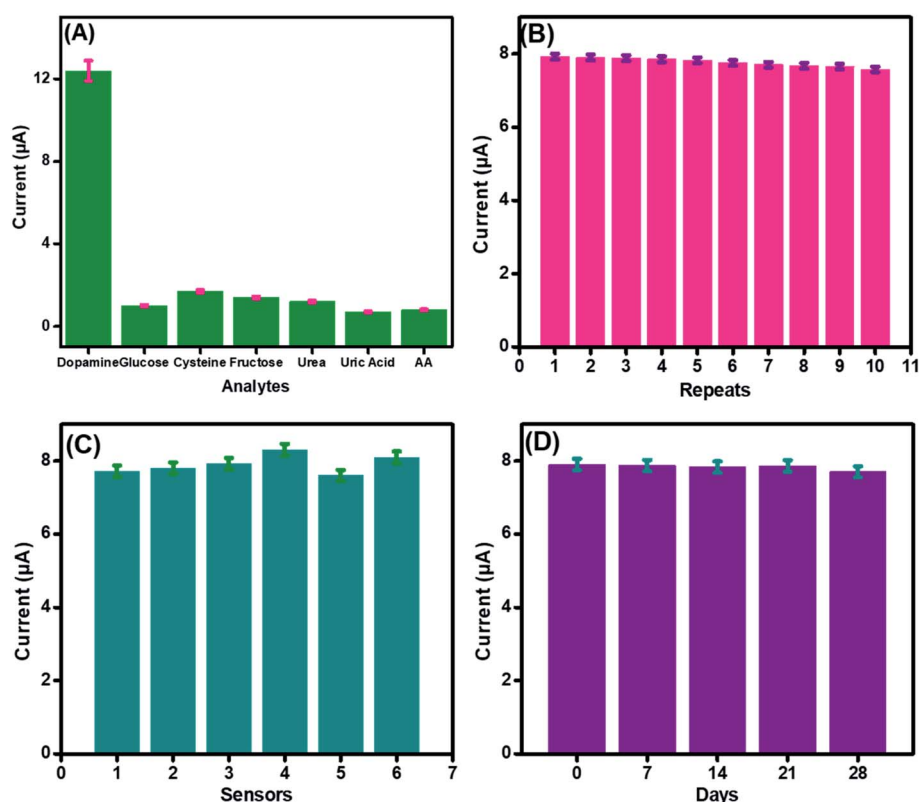 (A)
Current (µA)
12
8
4
0
Dopamine Glucose Cysteine Fructose Urea Uric Acid AA
Analytes
(B)
Current (µA)
8
6
4
2
0
0 1 2 3 4 5 6 7 8 9 10 11
Repeats
(C)
Current (µA)
8
6
4
2
0
0 1 2 3 4 5 6 7
Sensors
(D)
Current (µA)
8
6
4
2
0
0 7 14 21 28
Days